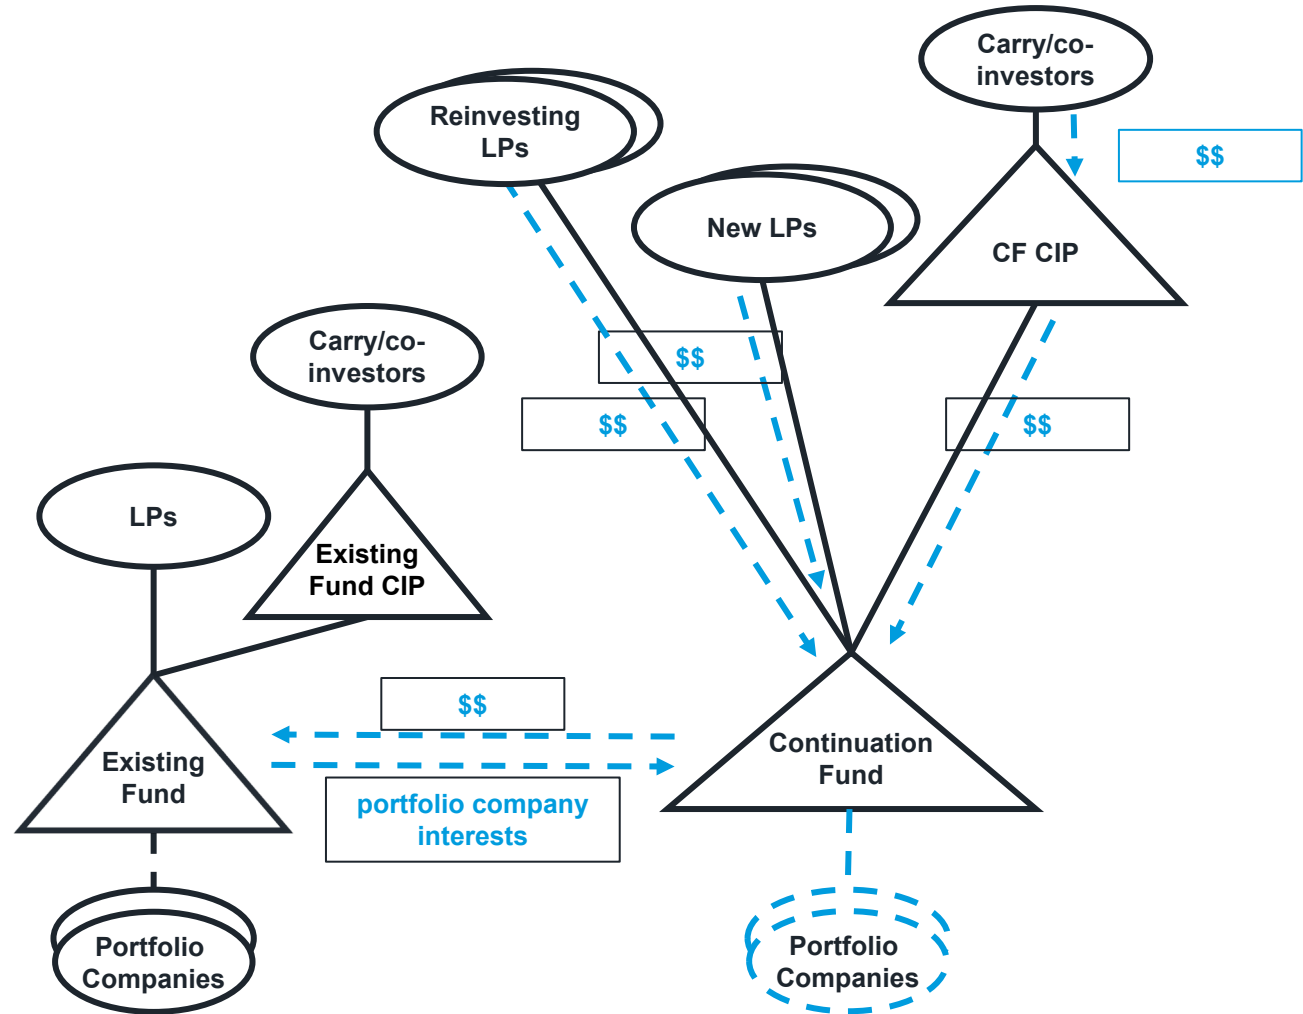 Carry/co-
investors
$$
Reinvesting
LPs
New LPs
CF CIP
Carry/co-
investors
$$
$$
$$
LPs
Existing
Fund CIP
$$
Existing
Fund
Continuation
Fund
portfolio company
interests
Portfolio
Companies
Portfolio
Companies